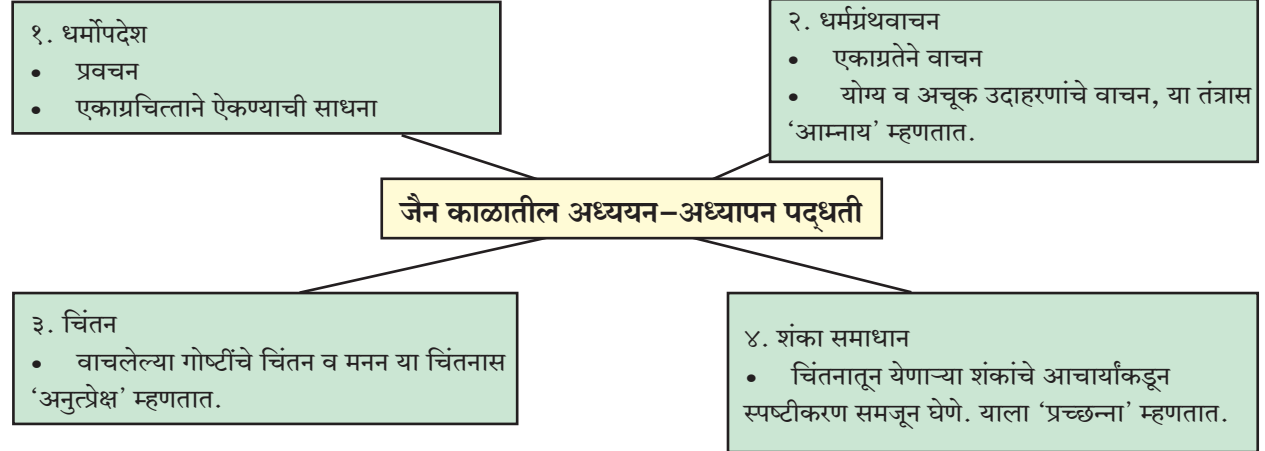 १. धर्मोपदेश
• प्रवचन
• एकाग्रचित्ताने ऐकण्याची साधना
२. धर्मग्रंथवाचन
• एकाग्रतेने वाचन
• योग्य व अचूक उदाहरणांचे वाचन, या तंत्रास
‘आम्नाय’ म्हणतात.
जैन काळातील अध्ययन–अध्यापन पद्धती
३. चिंतन
• वाचलेल्या गोष्टींचे चिंतन व मनन या चिंतनास
‘अनुत्प्रेक्ष’ म्हणतात.
४. शंका समाधान
• चिंतनातून येणाऱ्या शंकांचे आचार्यांकडून
स्पष्टीकरण समजून घेणे. याला ‘प्रच्छन्ना’ म्हणतात.